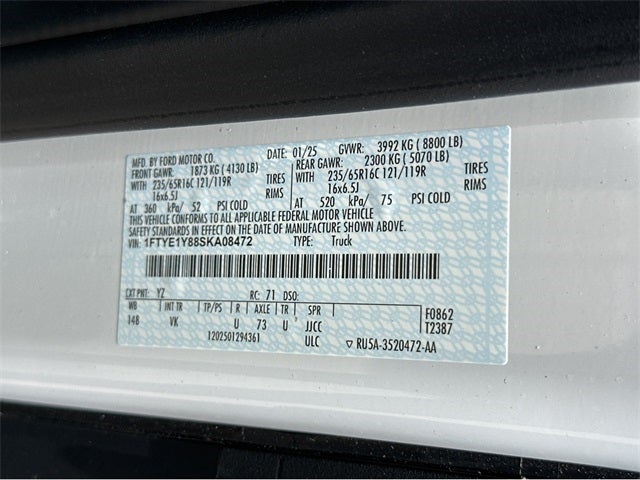 MFD. BY FORD MOTOR CO. DATE: 01/25 GVWR: 3992 KG (8800 LB)
FRONT GAWR: 1873 KG (4130 LB) REAR GAWR: 2300 KG (5070 LB)
WITH 235/65R16C 121/119R TIRES WITH 235/65R16C 121/119R TIRES
16x6.5J RIMS 16x6.5J RIMS
AT 360 kPa/ 52 PSI COLD AT 520 kPa/ 75 PSI COLD
THIS VEHICLE CONFORMS TO ALL APPLICABLE FEDERAL MOTOR VEHICLE
SAFETY STANDARDS IN EFFECT ON THE DATE OF MANUFACTURE SHOWN ABOVE.
VIN: 1FTYE1Y88SKA08472 TYPE: Truck
EXT PNT: YZ RC: 71 DSO:
WB INT TR TP/PS R AXLE TR SPR F0862
148 VK U 73 U JJCC T2387
1202501294361 ULC RU5A-3520472-AA